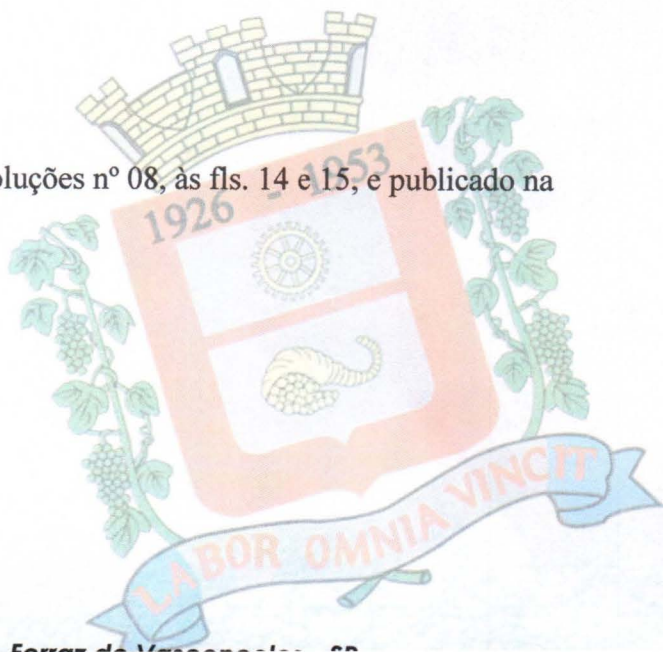 oluções nº 08, às fls. 14 e 15, e publicado na
1926 - 1953
LABOR OMNIA VINCIT
Ferraz de Vasconcelos - SP